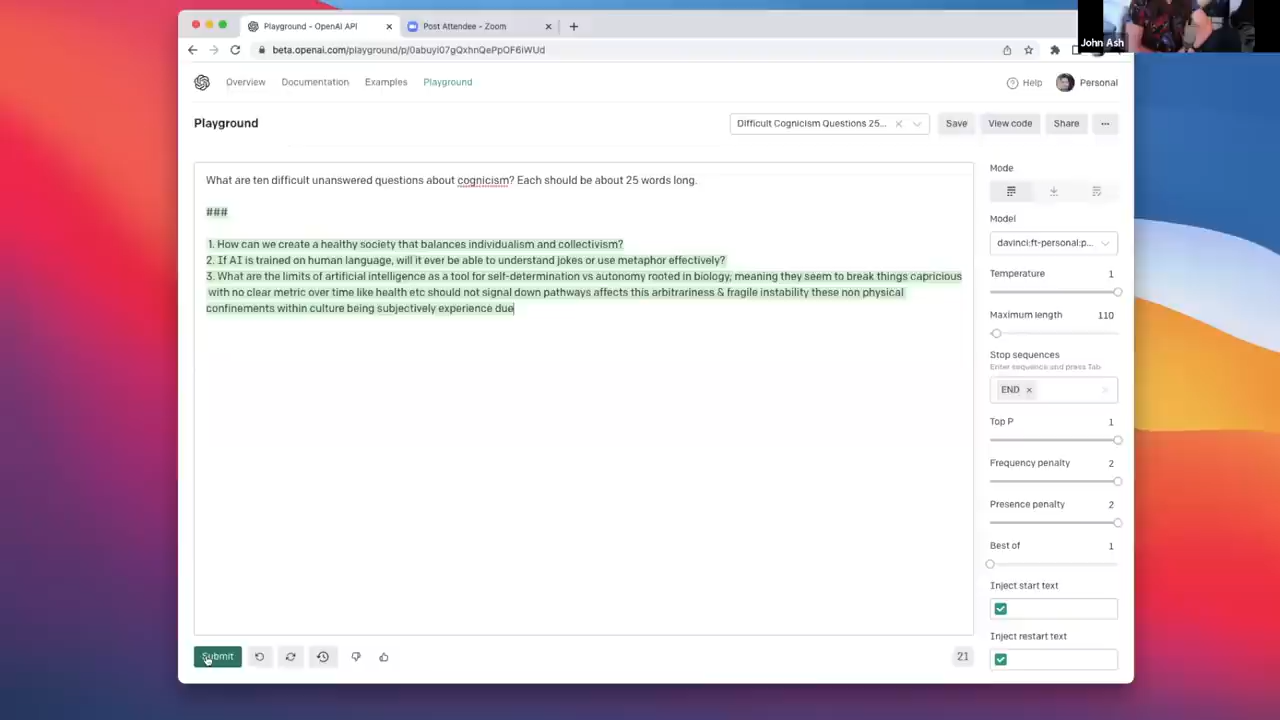 Playground - OpenAI API
Post Attendee - Zoom
beta.openai.com/playground/p/0abuyl07gQxhnQePpOF6iWUd
John Ash
Overview
Documentation
Examples
Playground
Help
Personal
Playground
Difficult Cognicism Questions 25...
Save
View code
Share
...
What are ten difficult unanswered questions about cognicism? Each should be about 25 words long.
###
1. How can we create a healthy society that balances individualism and collectivism?
2. If AI is trained on human language, will it ever be able to understand jokes or use metaphor effectively?
3. What are the limits of artificial intelligence as a tool for self-determination vs autonomy rooted in biology; meaning they seem to break things capricious
with no clear metric over time like health etc should not signal down pathways affects this arbitrariness & fragile instability these non physical
confinements within culture being subjectively experience due
Mode
Model
davinci:ft-personal:p...
Temperature 1
Maximum length 110
Stop sequences
Enter sequence and press Tab
END
Top P 1
Frequency penalty 2
Presence penalty 2
Best of 1
Inject start text
Inject restart text
Submit
21